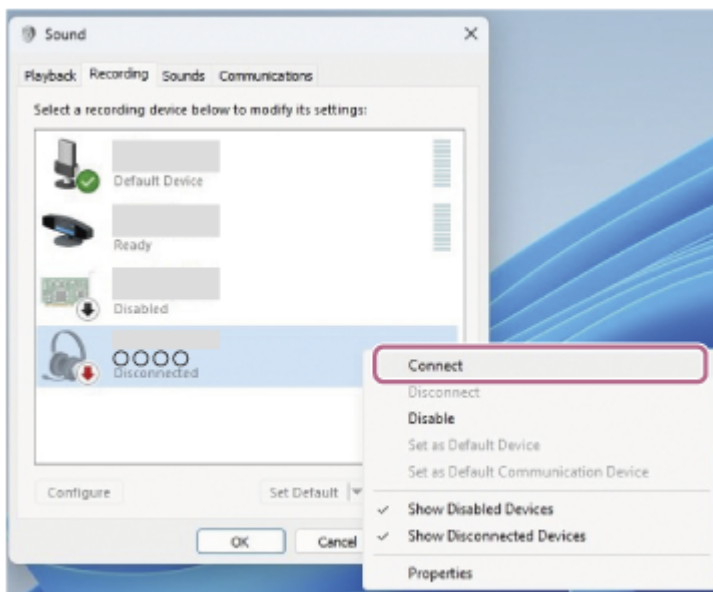 Sound
Playback Recording Sounds Communications
Select a recording device below to modify its settings:
Default Device
Ready
Disabled
OOOO
Disconnected
Connect
Disconnect
Disable
Set as Default Device
Set as Default Communication Device
Show Disabled Devices
Show Disconnected Devices
Properties
Configure
Set Default
OK
Cancel